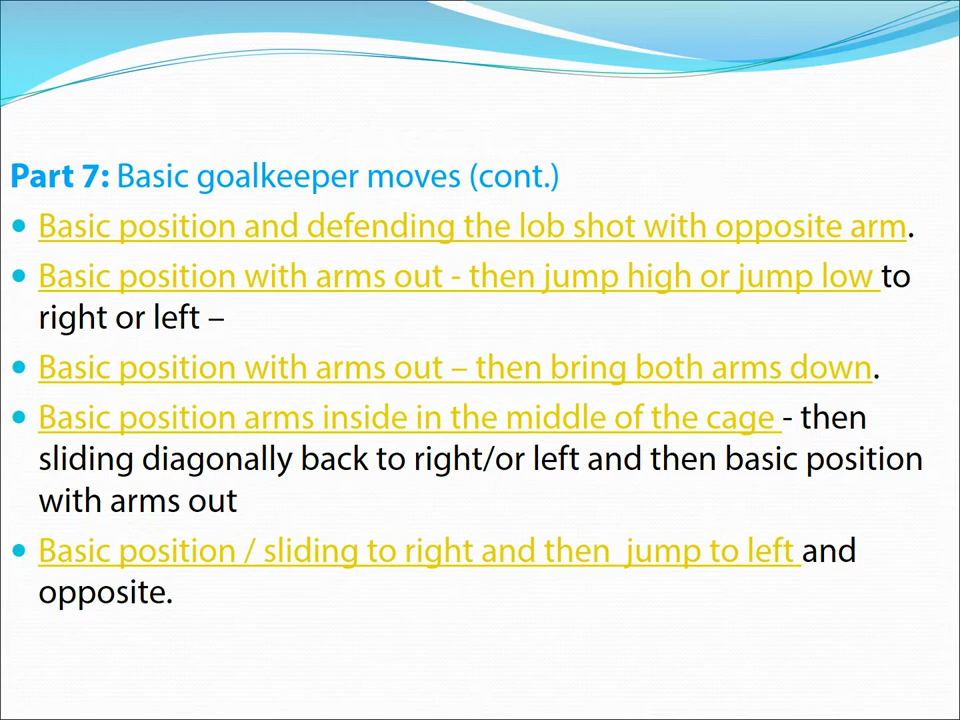 Part 7: Basic goalkeeper moves (cont.)
• Basic position and defending the lob shot with opposite arm.
• Basic position with arms out - then jump high or jump low to
right or left –
• Basic position with arms out – then bring both arms down.
• Basic position arms inside in the middle of the cage - then
sliding diagonally back to right/or left and then basic position
with arms out
• Basic position / sliding to right and then  jump to left and
opposite.